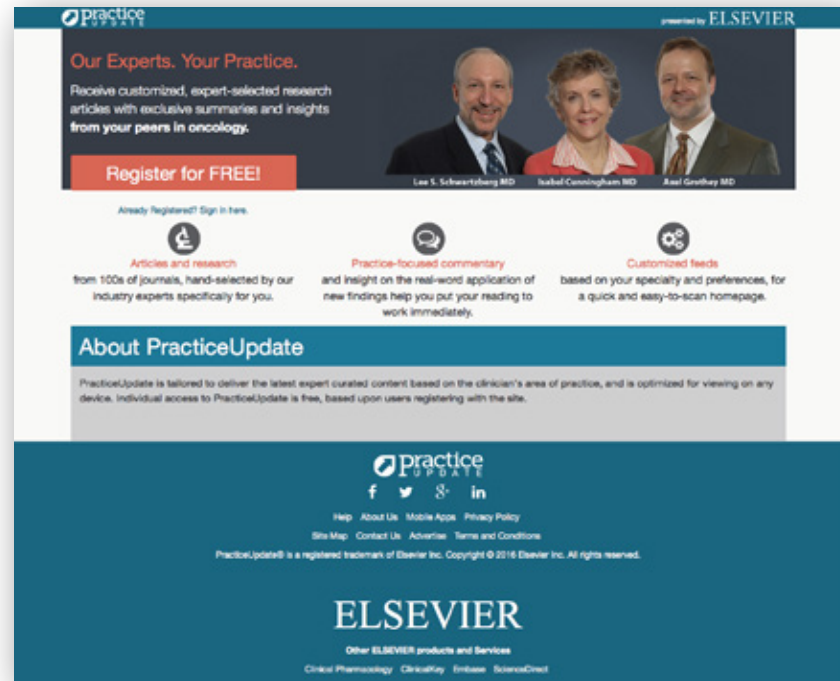 practice
UPDATE
presented by ELSEVIER
Our Experts. Your Practice.
Receive customized, expert-selected research
articles with exclusive summaries and insights
from your peers in oncology.
Register for FREE!
Lee S. Schwartzberg MD
Isabel Cunningham MD
Axel Grothey MD
Already Registered? Sign in here.
Articles and research
from 100s of journals, hand-selected by our
industry experts specifically for you.
Practice-focused commentary
and insight on the real-word application of
new findings help you put your reading to
work immediately.
Customized feeds
based on your specialty and preferences, for
a quick and easy-to-scan homepage.
About PracticeUpdate
PracticeUpdate is tailored to deliver the latest expert curated content based on the clinician's area of practice, and is optimized for viewing on any
device. Individual access to PracticeUpdate is free, based upon users registering with the site.
practice
UPDATE
Help About Us Mobile Apps Privacy Policy
Site Map Contact Us Advertise Terms and Conditions
PracticeUpdate® is a registered trademark of Elsevier Inc. Copyright © 2016 Elsevier Inc. All rights reserved.
ELSEVIER
Other ELSEVIER products and Services
Clinical Pharmacology ClinicalKey Embase ScienceDirect